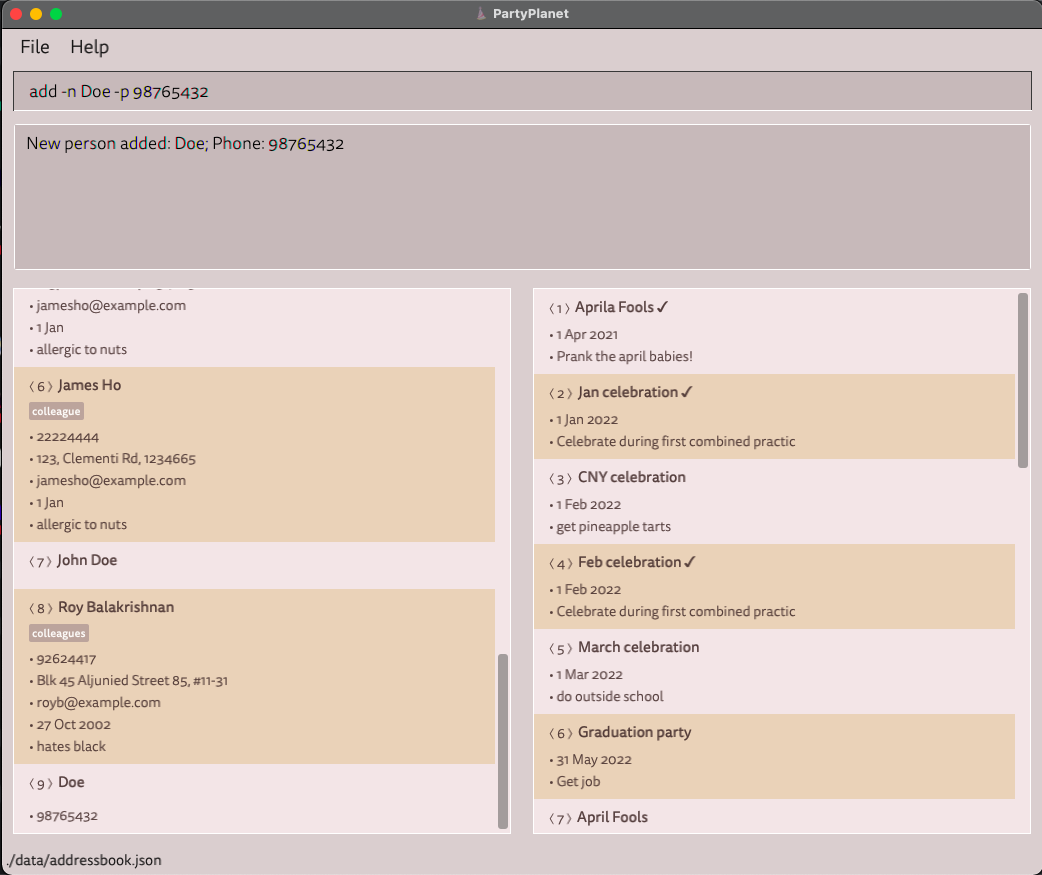 PartyPlanet
File Help
add -n Doe -p 98765432
New person added: Doe; Phone: 98765432
• jamesho@example.com
• 1 Jan
• allergic to nuts
〈 6 〉 James Ho
colleague
• 22224444
• 123, Clementi Rd, 1234665
• jamesho@example.com
• 1 Jan
• allergic to nuts
〈 7 〉 John Doe
〈 8 〉 Roy Balakrishnan
colleagues
• 92624417
• Blk 45 Aljunied Street 85, #11-31
• royb@example.com
• 27 Oct 2002
• hates black
〈 9 〉 Doe
• 98765432
〈 1 〉 Aprila Fools ✓
• 1 Apr 2021
• Prank the april babies!
〈 2 〉 Jan celebration ✓
• 1 Jan 2022
• Celebrate during first combined practic
〈 3 〉 CNY celebration
• 1 Feb 2022
• get pineapple tarts
〈 4 〉 Feb celebration ✓
• 1 Feb 2022
• Celebrate during first combined practic
〈 5 〉 March celebration
• 1 Mar 2022
• do outside school
〈 6 〉 Graduation party
• 31 May 2022
• Get job
〈 7 〉 April Fools
./data/addressbook.json